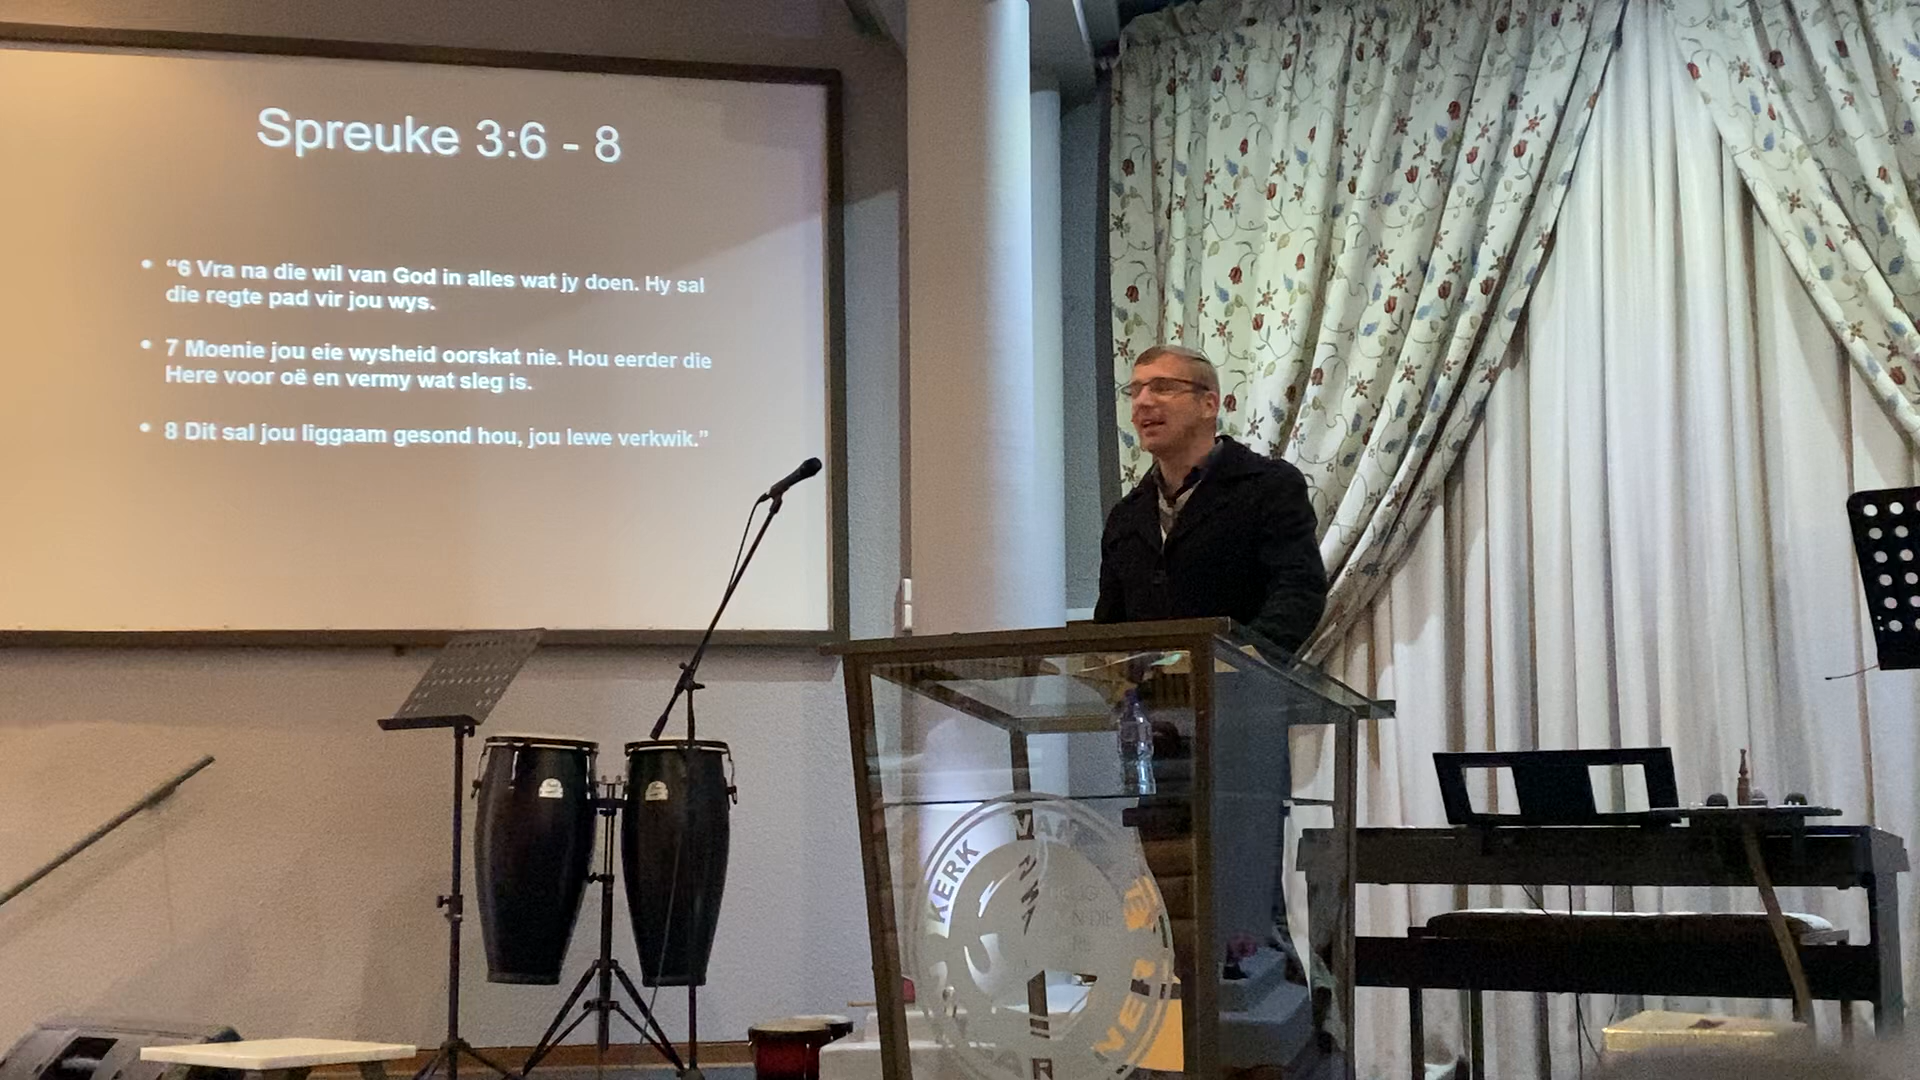 Spreuke 3:6 - 8
• “6 Vra na die wil van God in alles wat jy doen. Hy sal
die regte pad vir jou wys.
• 7 Moenie jou eie wysheid oorskat nie. Hou eerder die
Here voor oë en vermy wat sleg is.
• 8 Dit sal jou liggaam gesond hou, jou lewe verkwik.”
KERK VAN